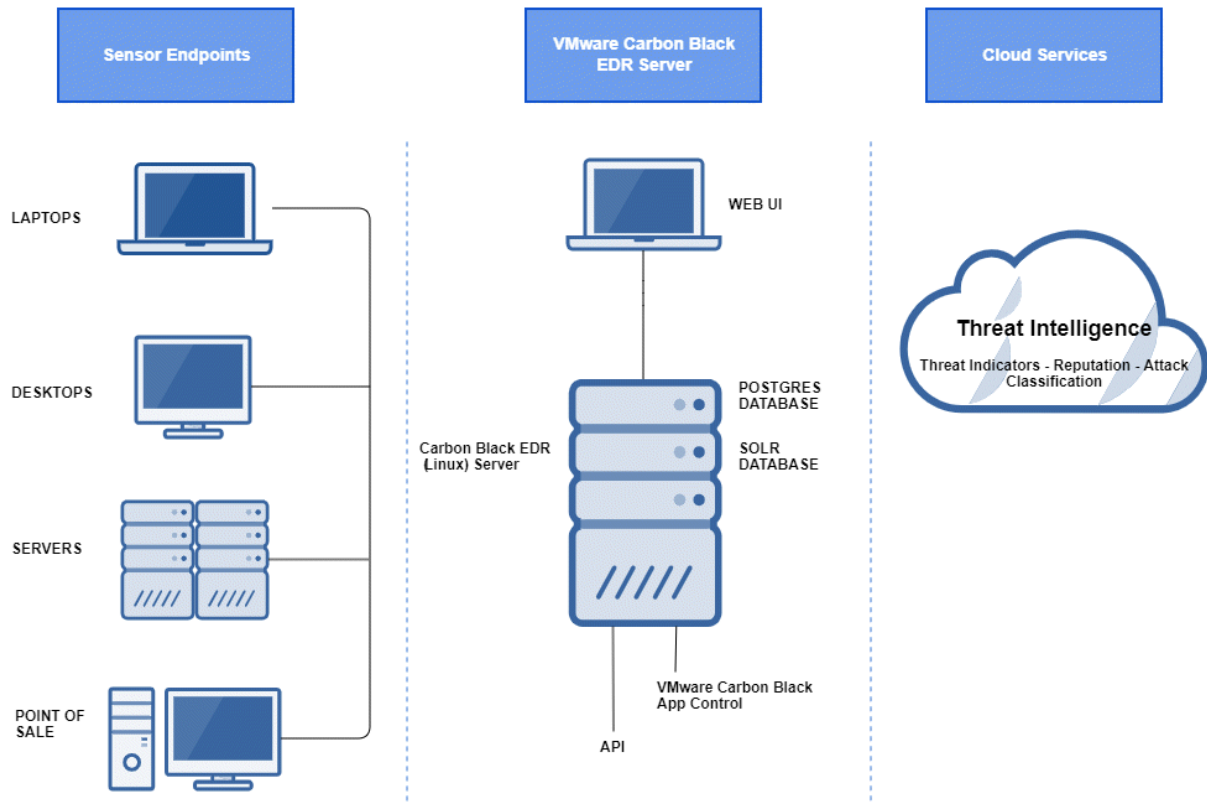 Sensor Endpoints
VMware Carbon Black
EDR Server
Cloud Services
LAPTOPS
DESKTOPS
SERVERS
POINT OF
SALE
WEB UI
POSTGRES
DATABASE
Carbon Black EDR
(Linux) Server
SOLR
DATABASE
VMware Carbon Black
App Control
API
Threat Intelligence
Threat Indicators - Reputation - Attack
Classification